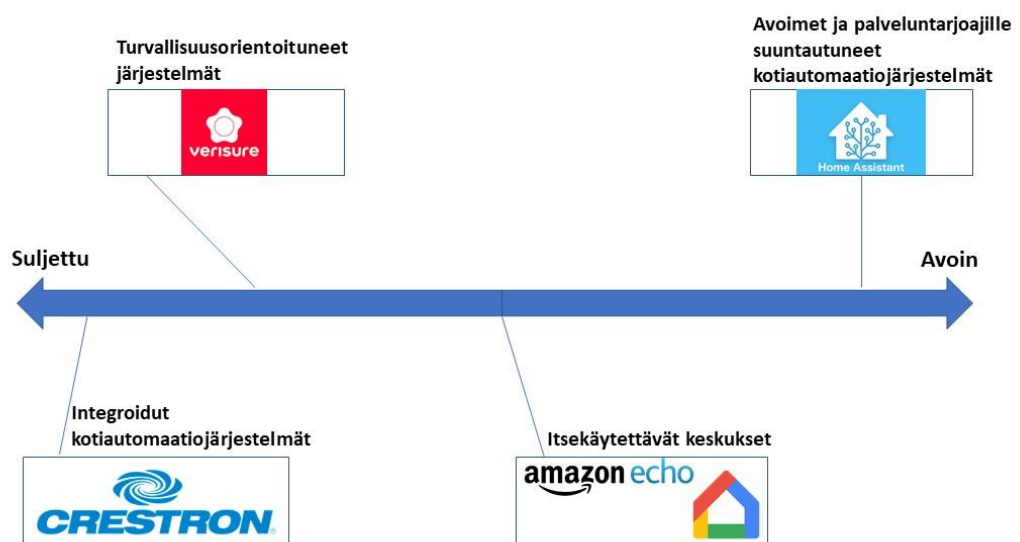 Turvallisuusorientoituneet
järjestelmät
verisure
Avoimet ja palveluntarjoajille
suuntautuneet
kotiautomaatiojärjestelmät
Home Assistant
Suljettu
Avoin
Integroidut
kotiautomaatiojärjestelmät
CRESTRON
Itsekäytettävät keskukset
amazon echo